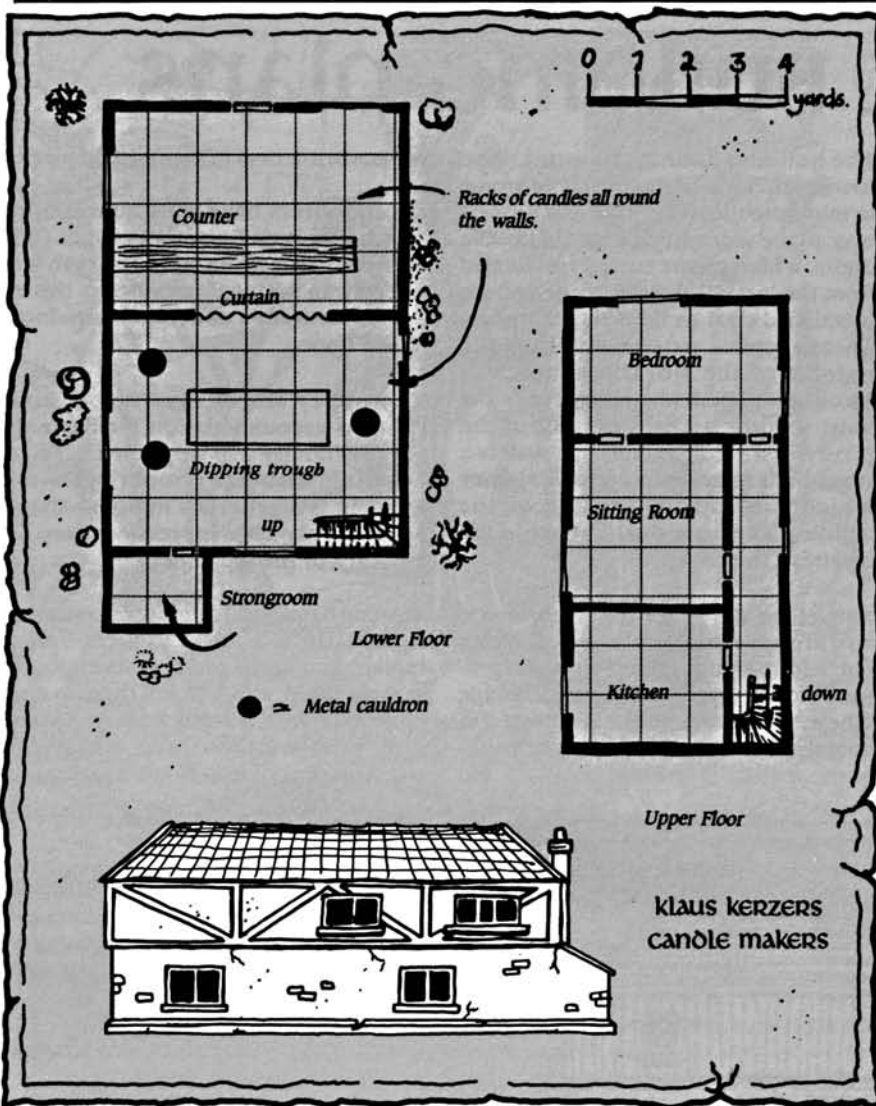 0 1 2 3 4
yards.
Counter
Racks of candles all round
the walls.
Curtain
Bedroom
Dipping trough
Sitting Room
up
Strongroom
Lower Floor
Kitchen
down
= Metal cauldron
Upper Floor
klaus kerzers
candle makers